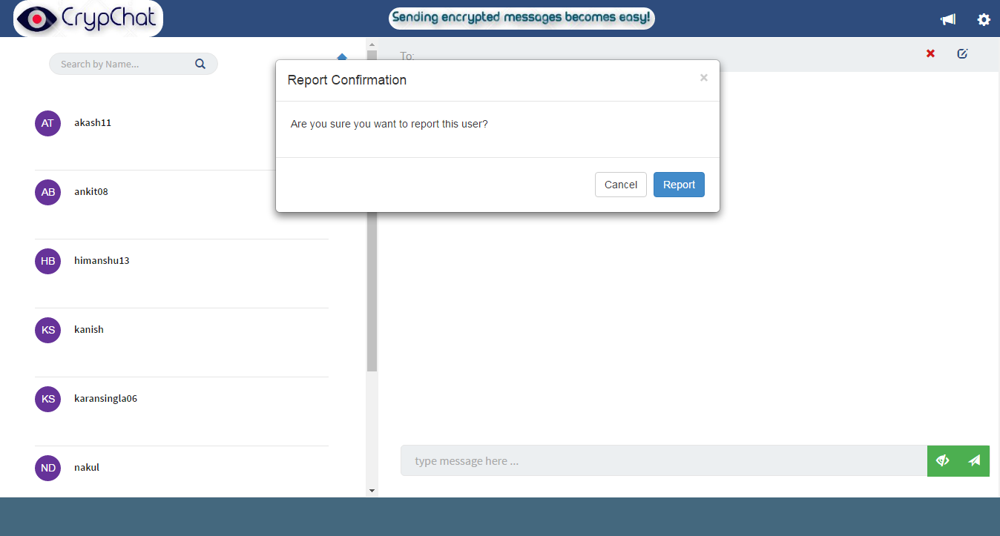 CrypChat
Sending encrypted messages becomes easy!
Search by Name...
To:
Report Confirmation
×
Are you sure you want to report this user?
Cancel
Report
AT
akash11
AB
ankit08
HB
himanshu13
KS
kanish
KS
karansingla06
ND
nakul
type message here ...